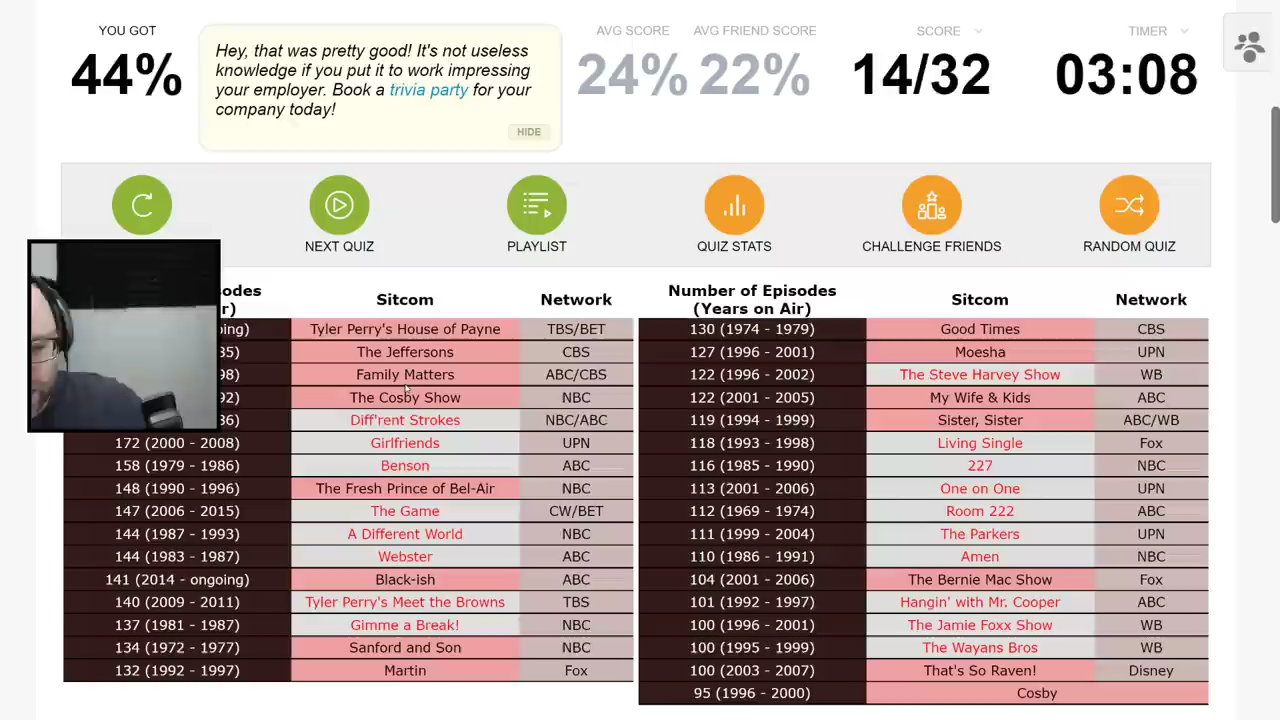 YOU GOT
44%
Hey, that was pretty good! It's not useless
knowledge if you put it to work impressing
your employer. Book a trivia party for your
company today!
HIDE
AVG SCORE
24%
AVG FRIEND SCORE
22%
SCORE
14/32
TIMER
03:08
NEXT QUIZ
PLAYLIST
QUIZ STATS
CHALLENGE FRIENDS
RANDOM QUIZ
Sitcom Network
Tyler Perry's House of Payne TBS/BET
The Jeffersons CBS
Family Matters ABC/CBS
The Cosby Show NBC
Diff'rent Strokes NBC/ABC
172 (2000 - 2008) Girlfriends UPN
158 (1979 - 1986) Benson ABC
148 (1990 - 1996) The Fresh Prince of Bel-Air NBC
147 (2006 - 2015) The Game CW/BET
144 (1987 - 1993) A Different World NBC
144 (1983 - 1987) Webster ABC
141 (2014 - ongoing) Black-ish ABC
140 (2009 - 2011) Tyler Perry's Meet the Browns TBS
137 (1981 - 1987) Gimme a Break! NBC
134 (1972 - 1977) Sanford and Son NBC
132 (1992 - 1997) Martin Fox
Number of Episodes
(Years on Air) Sitcom Network
130 (1974 - 1979) Good Times CBS
127 (1996 - 2001) Moesha UPN
122 (1996 - 2002) The Steve Harvey Show WB
122 (2001 - 2005) My Wife & Kids ABC
119 (1994 - 1999) Sister, Sister ABC/WB
118 (1993 - 1998) Living Single Fox
116 (1985 - 1990) 227 NBC
113 (2001 - 2006) One on One UPN
112 (1969 - 1974) Room 222 ABC
111 (1999 - 2004) The Parkers UPN
110 (1986 - 1991) Amen NBC
104 (2001 - 2006) The Bernie Mac Show Fox
101 (1992 - 1997) Hangin' with Mr. Cooper ABC
100 (1996 - 2001) The Jamie Foxx Show WB
100 (1995 - 1999) The Wayans Bros WB
100 (2003 - 2007) That's So Raven! Disney
95 (1996 - 2000) Cosby